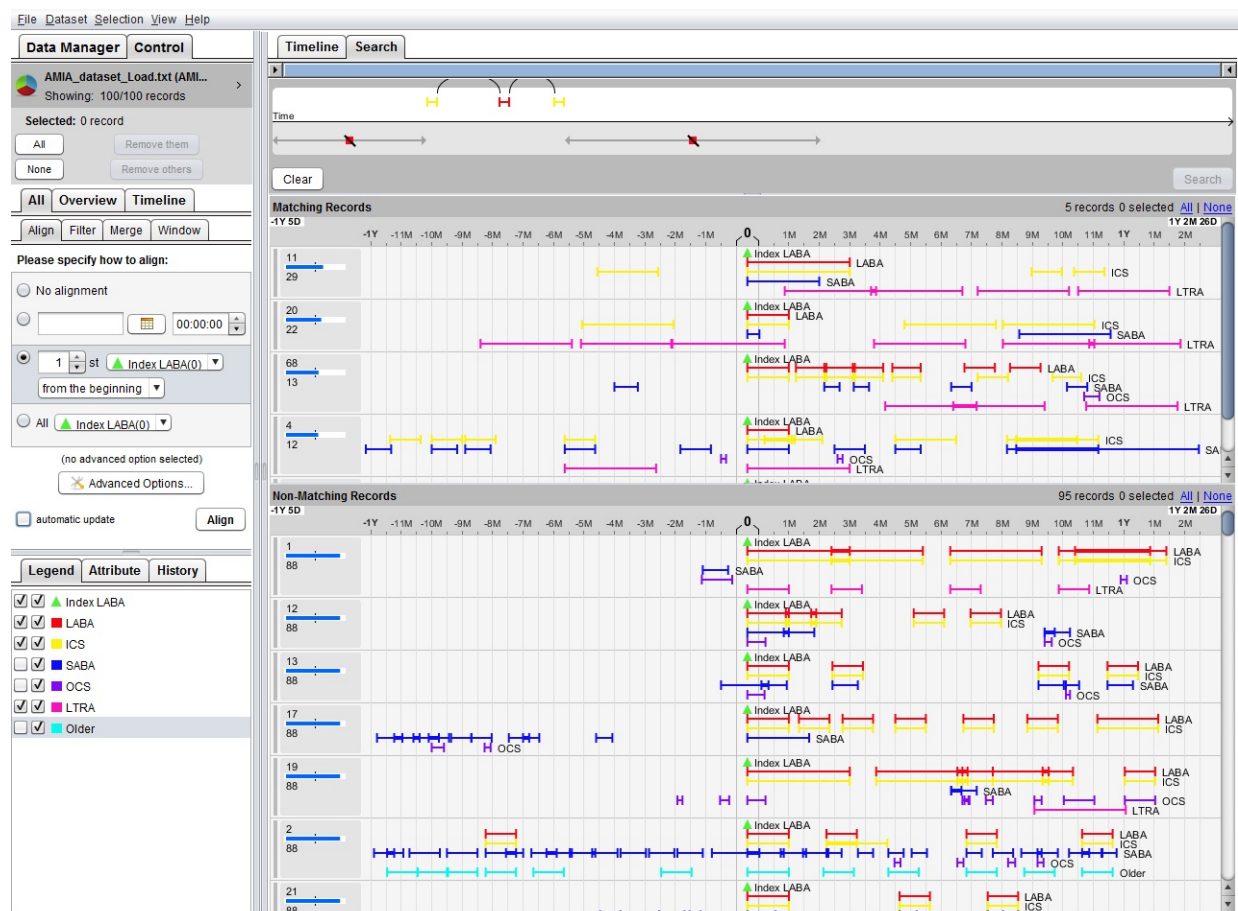 File Dataset Selection View Help
Data Manager Control
AMIA_dataset_Load.txt (AMI...
Showing: 100/100 records
Selected: 0 record
All Remove them
None Remove others
All Overview Timeline
Align Filter Merge Window
Please specify how to align:
No alignment
00:00:00
1 st Index LABA(0)
from the beginning
All Index LABA(0)
(no advanced option selected)
Advanced Options...
automatic update Align
Legend Attribute History
Index LABA
LABA
ICS
SABA
OCS
LTRA
Older
Timeline Search
Time
Clear Search
Matching Records 5 records 0 selected All | None
-1Y 5D 1Y 2M 26D
-1Y -11M -10M -9M -8M -7M -6M -5M -4M -3M -2M -1M 0 1M 2M 3M 4M 5M 6M 7M 8M 9M 10M 11M 1Y 1M 2M
11
29
Index LABA
LABA
ICS
SABA
LTRA
20
22
Index LABA
LABA
ICS
SABA
LTRA
68
13
Index LABA
LABA
ICS
SABA
OCS
LTRA
4
12
Index LABA
LABA
ICS
SA
OCS
LTRA
Non-Matching Records 95 records 0 selected All | None
-1Y 5D 1Y 2M 26D
-1Y -11M -10M -9M -8M -7M -6M -5M -4M -3M -2M -1M 0 1M 2M 3M 4M 5M 6M 7M 8M 9M 10M 11M 1Y 1M 2M
1
88
Index LABA
LABA
ICS
SABA
OCS
LTRA
12
88
Index LABA
LABA
ICS
SABA
OCS
13
88
Index LABA
LABA
ICS
SABA
OCS
17
88
Index LABA
LABA
ICS
SABA
OCS
19
88
Index LABA
LABA
ICS
SABA
OCS
LTRA
2
88
Index LABA
LABA
ICS
SABA
OCS
Older
21
88
Index LABA
LABA
ICS